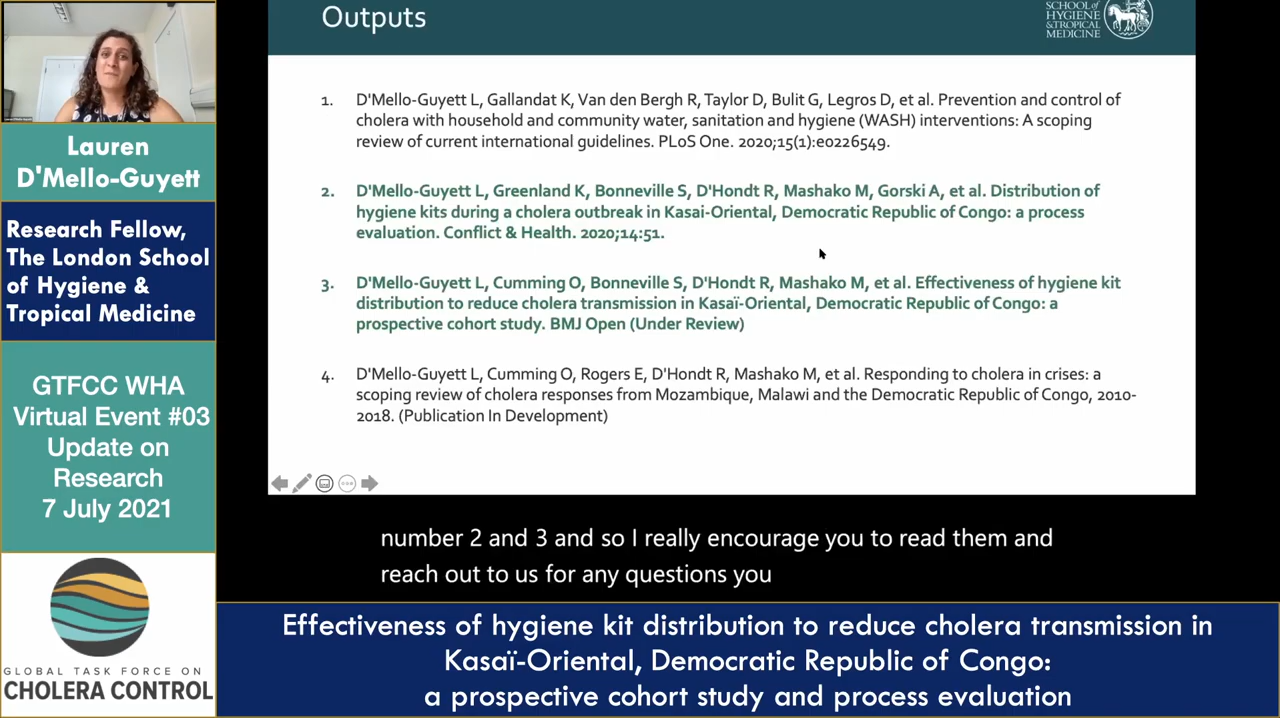 Outputs
SCHOOL of
HYGIENE
& TROPICAL
MEDICINE
1. D'Mello-Guyett L, Gallandat K, Van den Bergh R, Taylor D, Bulit G, Legros D, et al. Prevention and control of
cholera with household and community water, sanitation and hygiene (WASH) interventions: A scoping
review of current international guidelines. PLoS One. 2020;15(1):e0226549.
2. D'Mello-Guyett L, Greenland K, Bonneville S, D'Hondt R, Mashako M, Gorski A, et al. Distribution of
hygiene kits during a cholera outbreak in Kasai-Oriental, Democratic Republic of Congo: a process
evaluation. Conflict & Health. 2020;14:51.
3. D'Mello-Guyett L, Cumming O, Bonneville S, D'Hondt R, Mashako M, et al. Effectiveness of hygiene kit
distribution to reduce cholera transmission in Kasaï-Oriental, Democratic Republic of Congo: a
prospective cohort study. BMJ Open (Under Review)
4. D'Mello-Guyett L, Cumming O, Rogers E, D'Hondt R, Mashako M, et al. Responding to cholera in crises: a
scoping review of cholera responses from Mozambique, Malawi and the Democratic Republic of Congo, 2010-
2018. (Publication In Development)
number 2 and 3 and so I really encourage you to read them and
reach out to us for any questions you
Lauren
D'Mello-Guyett
Research Fellow,
The London School
of Hygiene &
Tropical Medicine
GTFCC WHA
Virtual Event #03
Update on
Research
7 July 2021
GLOBAL TASK FORCE ON
CHOLERA CONTROL
Effectiveness of hygiene kit distribution to reduce cholera transmission in
Kasaï-Oriental, Democratic Republic of Congo:
a prospective cohort study and process evaluation